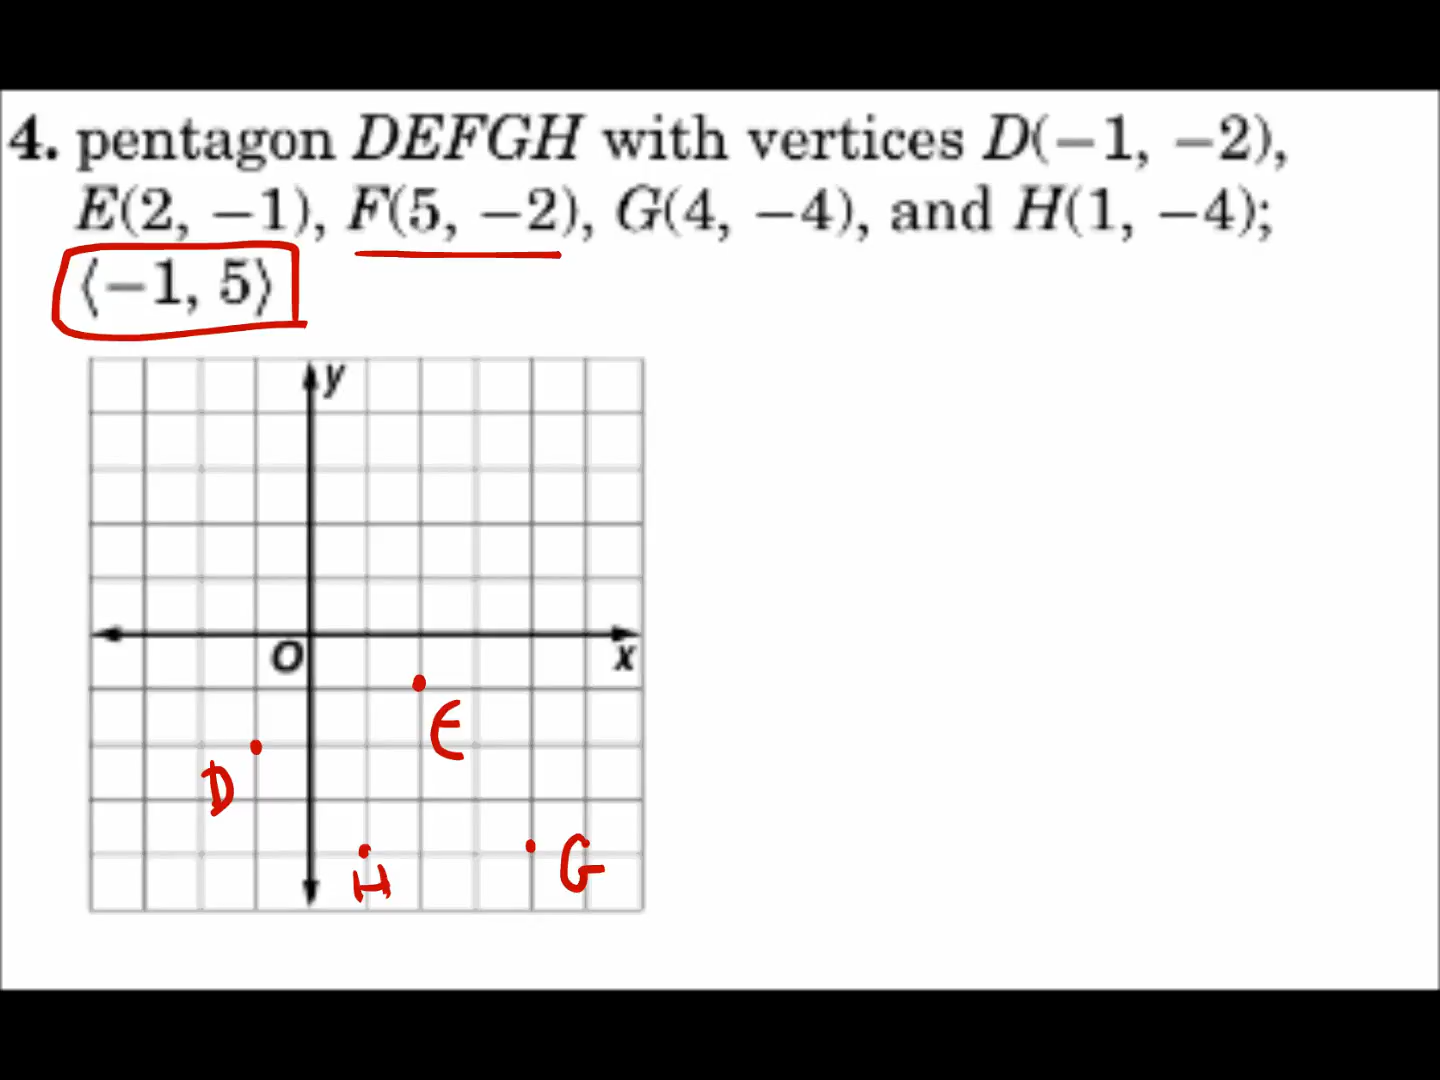 4. pentagon DEFGH with vertices D(−1, −2),
E(2, −1), F(5, −2), G(4, −4), and H(1, −4);
⟨−1, 5⟩
y
O
x
E
D
G
H